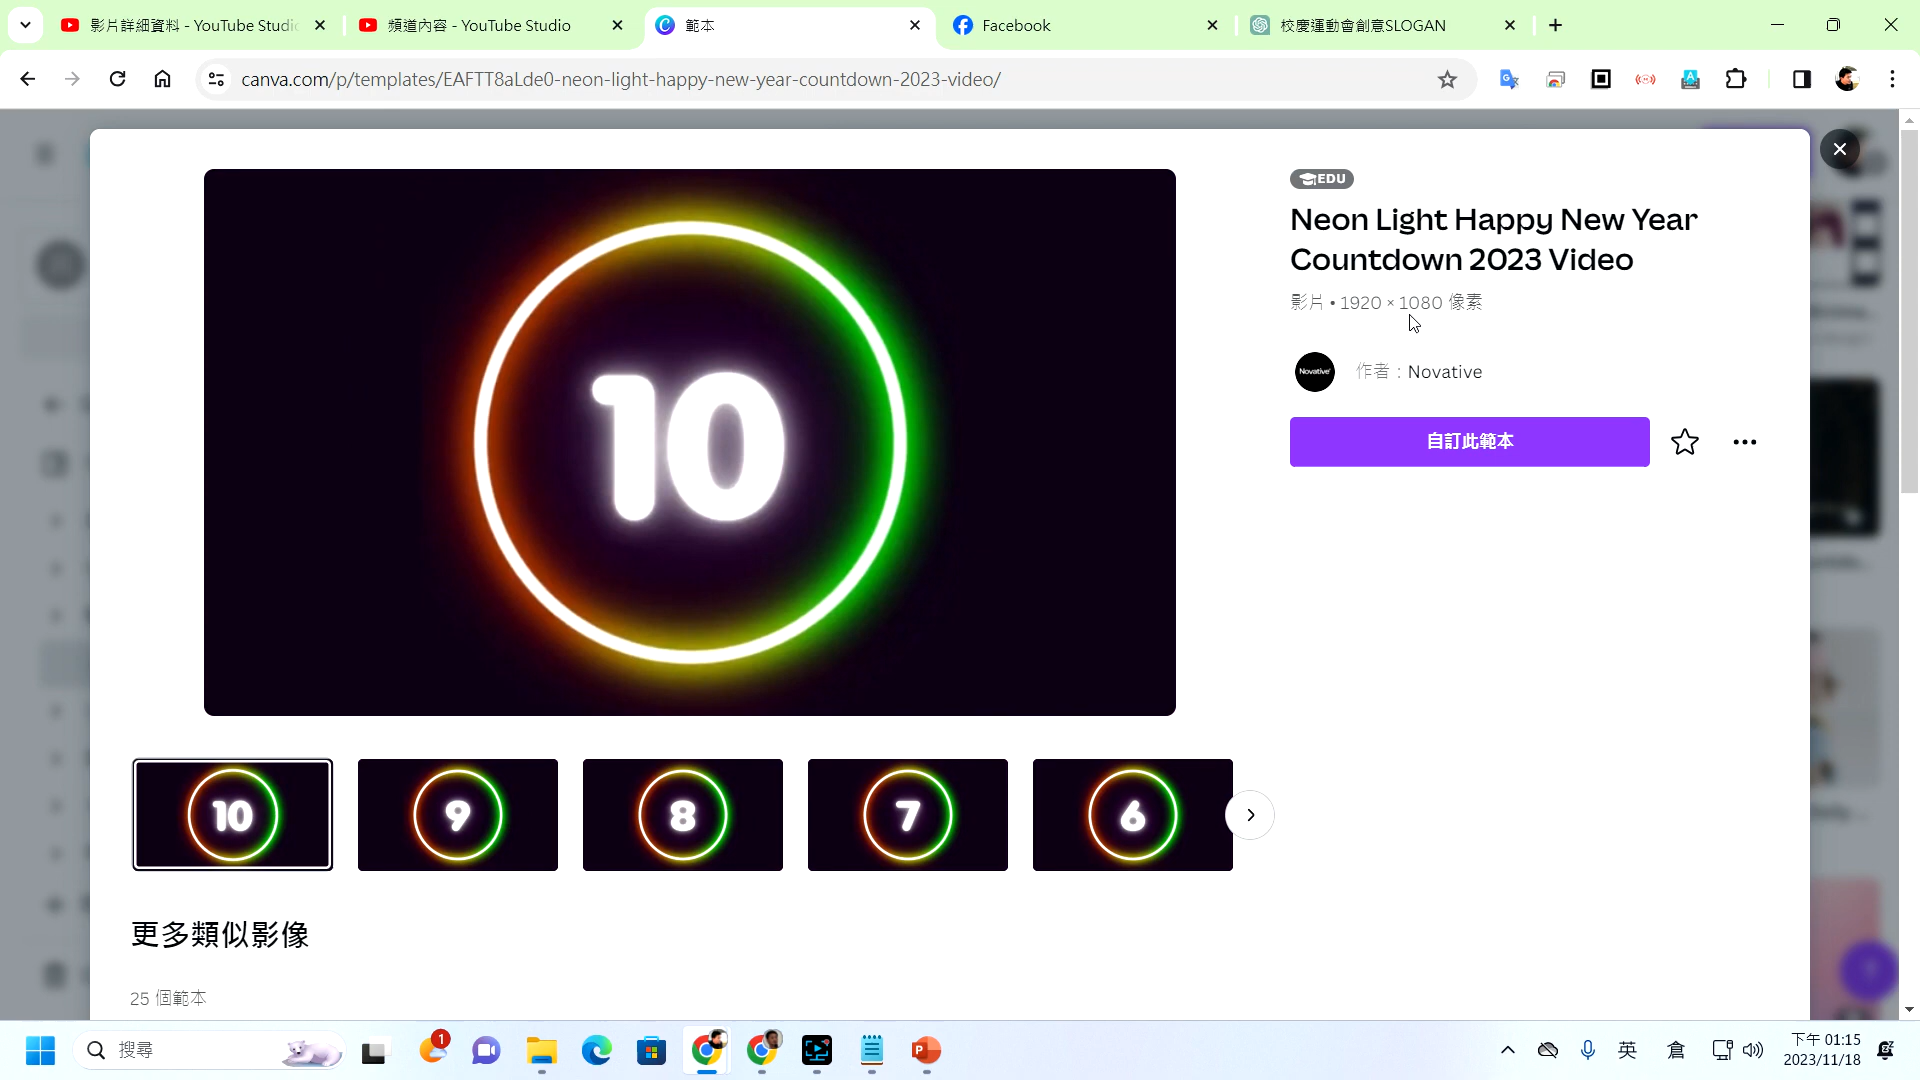 影片詳細資料 - YouTube Studio
頻道內容 - YouTube Studio
範本
Facebook
校慶運動會創意SLOGAN
canva.com/p/templates/EAFTT8aLde0-neon-light-happy-new-year-countdown-2023-video/
EDU
Neon Light Happy New Year
Countdown 2023 Video
影片 • 1920 × 1080 像素
Novative
作者：Novative
自訂此範本
10
10
9
8
7
6
更多類似影像
25 個範本
搜尋
1
英
倉
下午 01:15
2023/11/18